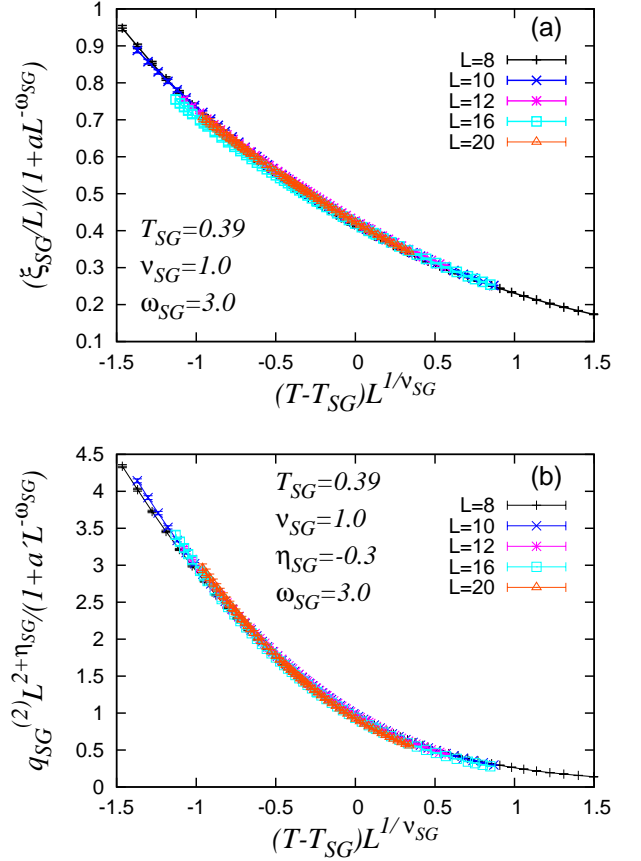 (a)
1
0.9
0.8
0.7
0.6
0.5
0.4
0.3
0.2
0.1
(ξ_SG/L)/(1+aL^-ω_SG)
L=8
L=10
L=12
L=16
L=20
T_SG=0.39
ν_SG=1.0
ω_SG=3.0
-1.5 -1 -0.5 0 0.5 1 1.5
(T-T_SG)L^1/ν_SG
(b)
4.5
4
3.5
3
2.5
2
1.5
1
0.5
0
q_SG^(2)L^2+η_SG/(1+a'L^-ω_SG)
T_SG=0.39
ν_SG=1.0
η_SG=-0.3
ω_SG=3.0
L=8
L=10
L=12
L=16
L=20
-1.5 -1 -0.5 0 0.5 1 1.5
(T-T_SG)L^1/ν_SG